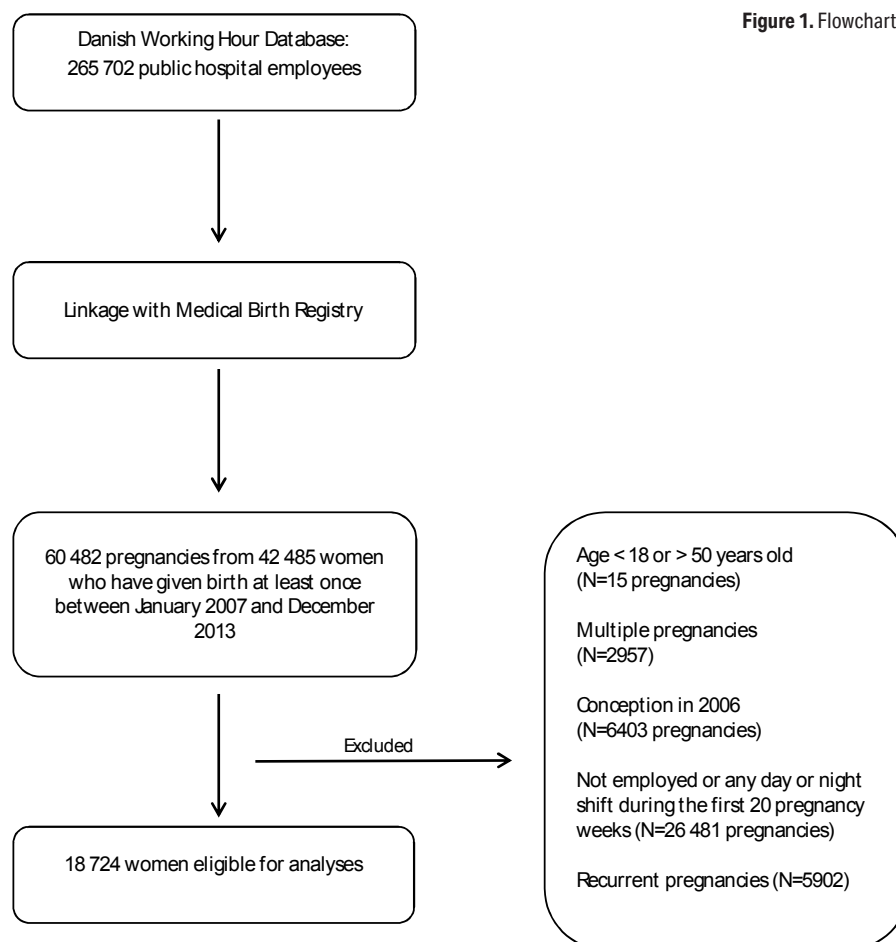 Figure 1. Flowchart
Danish Working Hour Database:
265 702 public hospital employees
Linkage with Medical Birth Registry
60 482 pregnancies from 42 485 women
who have given birth at least once
between January 2007 and December
2013
Excluded
Age < 18 or > 50 years old
(N=15 pregnancies)
Multiple pregnancies
(N=2957)
Conception in 2006
(N=6403 pregnancies)
Not employed or any day or night
shift during the first 20 pregnancy
weeks (N=26 481 pregnancies)
Recurrent pregnancies (N=5902)
18 724 women eligible for analyses